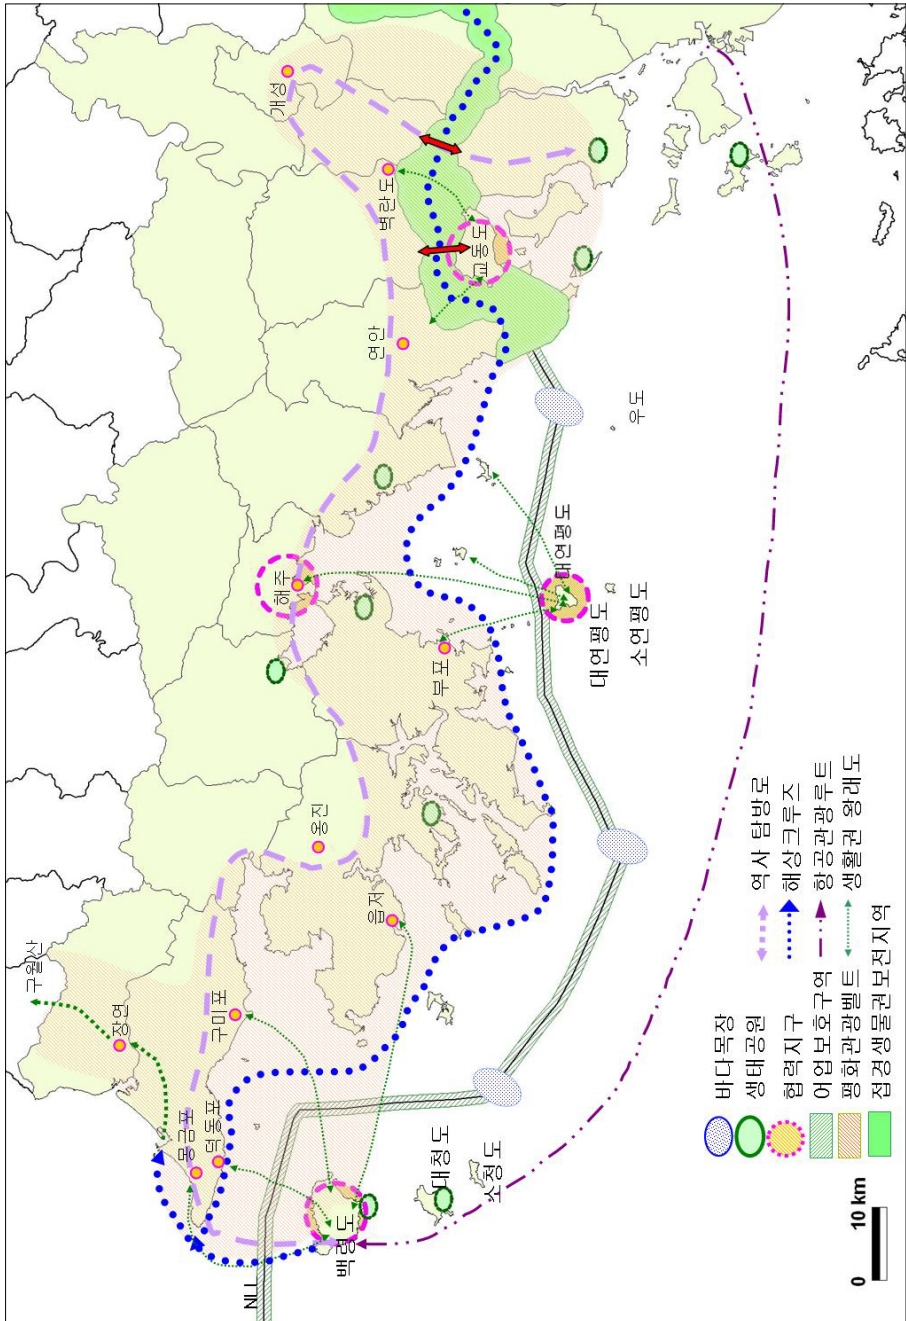 구월산
장연
몽금포
덕동포
구미포
NLL
개성
해주
옹진
백령도
연안
벽란도
읍저
부포
대청도
교동도
소청도
대연평도
대연평도
우도
소연평도
바다목장
생태공원
협력지구
어업보호구역
평화관광벨트
접경생물권보전지역
역사 탐방로
해상크루즈
항공관광루트
생활권 왕래도
0 10 km